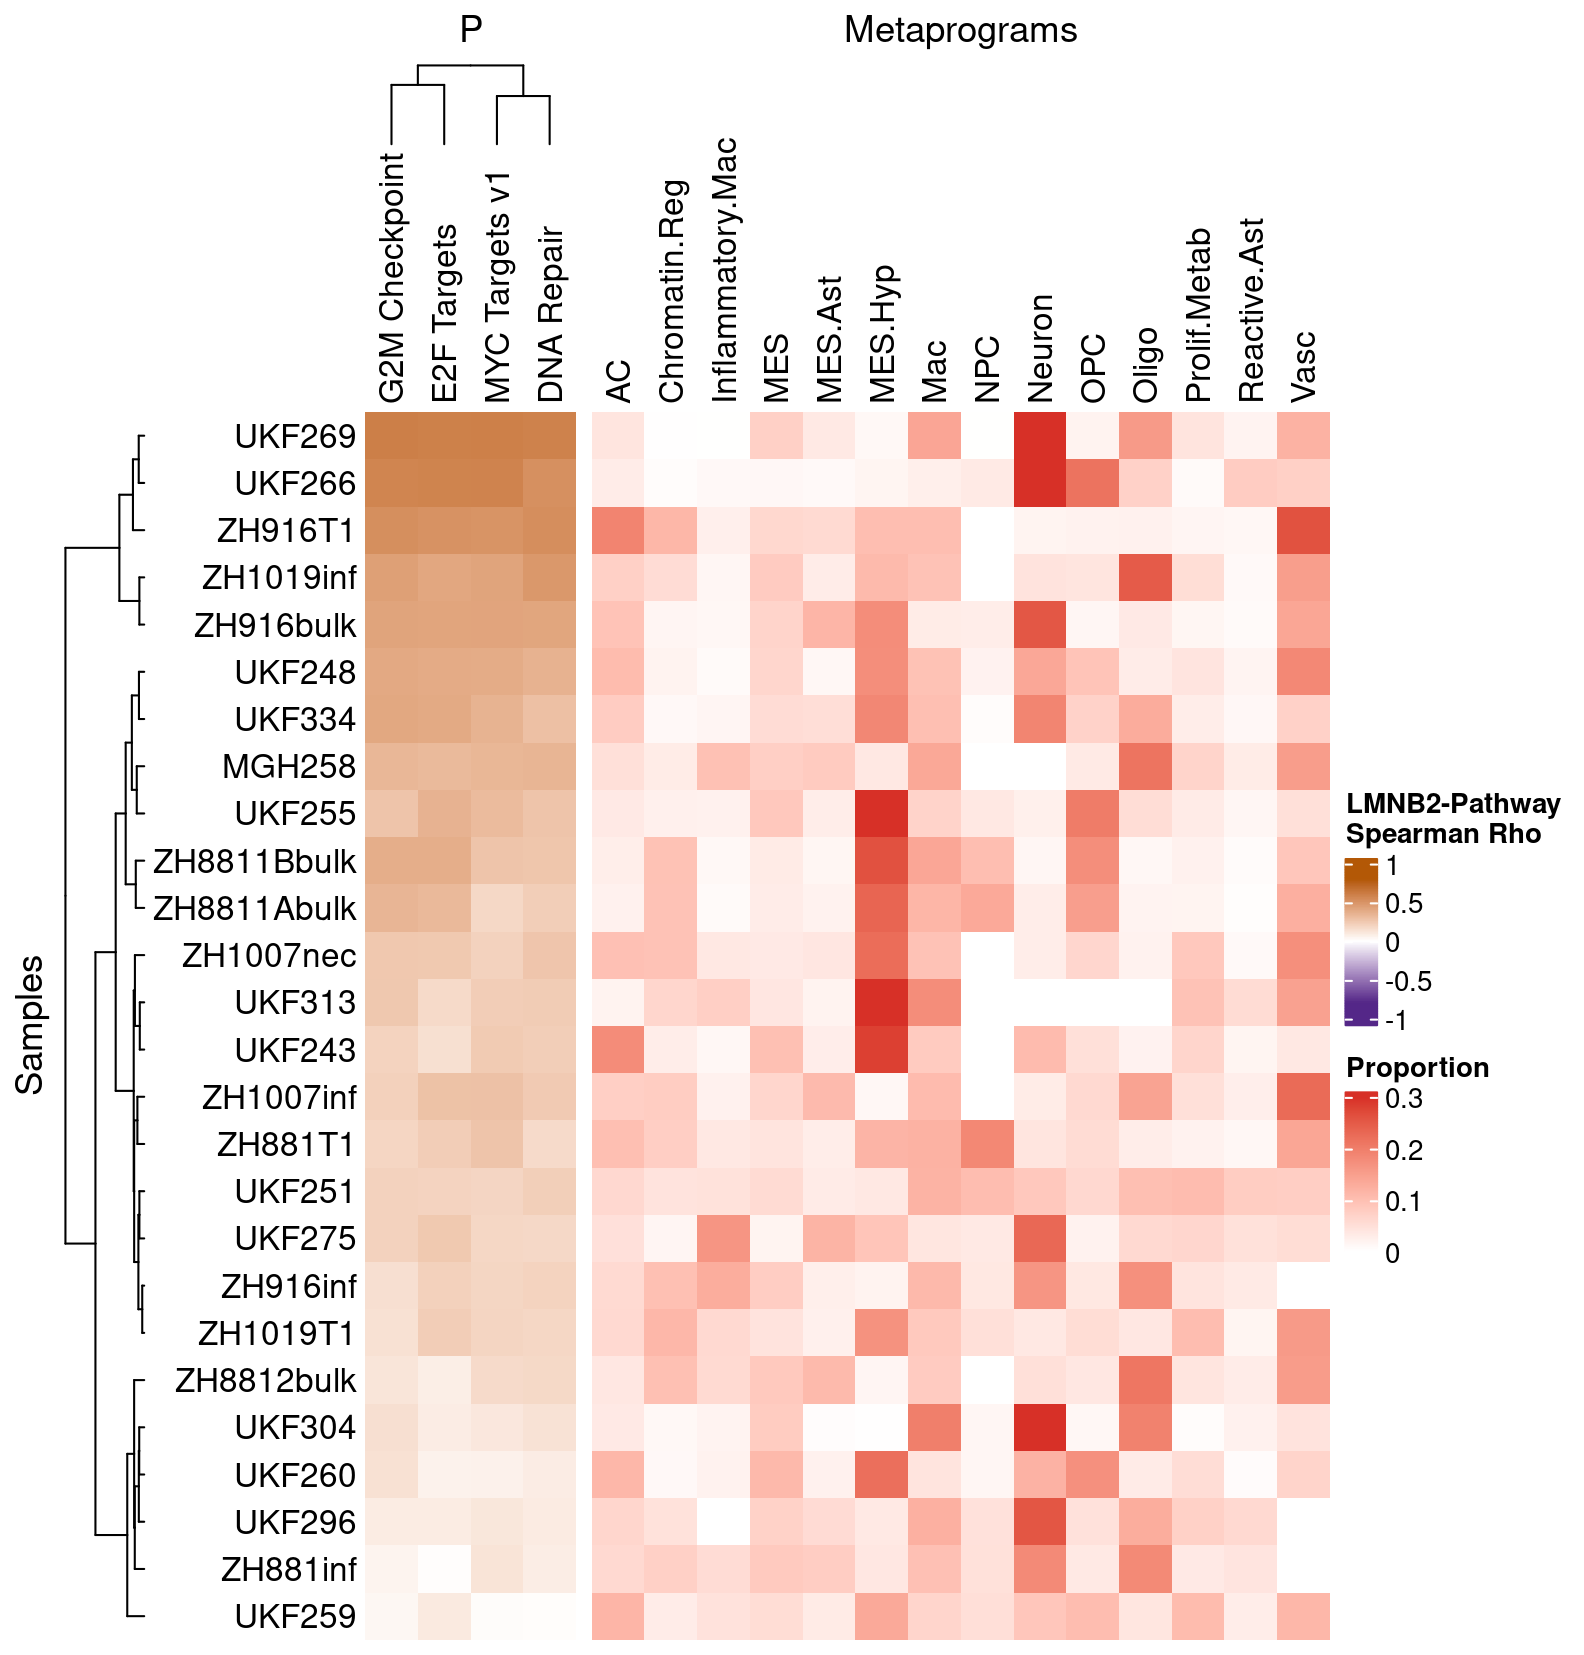 P
Metaprograms
G2M Checkpoint
E2F Targets
MYC Targets v1
DNA Repair
AC
Chromatin.Reg
Inflammatory.Mac
MES
MES.Ast
MES.Hyp
Mac
NPC
Neuron
OPC
Oligo
Prolif.Metab
Reactive.Ast
Vasc
Samples
UKF269
UKF266
ZH916T1
ZH1019inf
ZH916bulk
UKF248
UKF334
MGH258
UKF255
ZH8811Bbulk
ZH8811Abulk
ZH1007nec
UKF313
UKF243
ZH1007inf
ZH881T1
UKF251
UKF275
ZH916inf
ZH1019T1
ZH8812bulk
UKF304
UKF260
UKF296
ZH881inf
UKF259
LMNB2-Pathway
Spearman Rho
1
0.5
0
-0.5
-1
Proportion
0.3
0.2
0.1
0